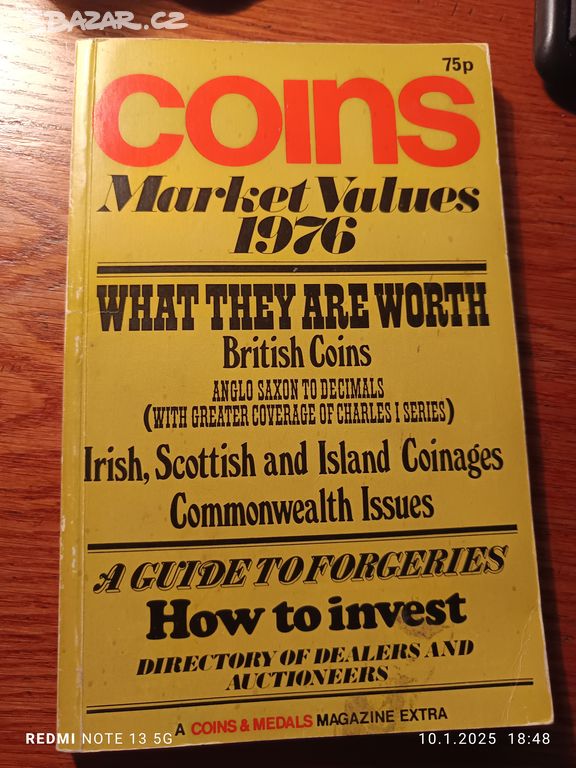 SBAZAR.CZ
75p
COINS
Market Values
1976
WHAT THEY ARE WORTH
British Coins
ANGLO SAXON TO DECIMALS
(WITH GREATER COVERAGE OF CHARLES I SERIES)
Irish, Scottish and Island Coinages
Commonwealth Issues
A GUIDE TO FORGERIES
How to invest
DIRECTORY OF DEALERS AND
AUCTIONEERS
A COINS & MEDALS MAGAZINE EXTRA
REDMI NOTE 13 5G
10.1.2025 18:48